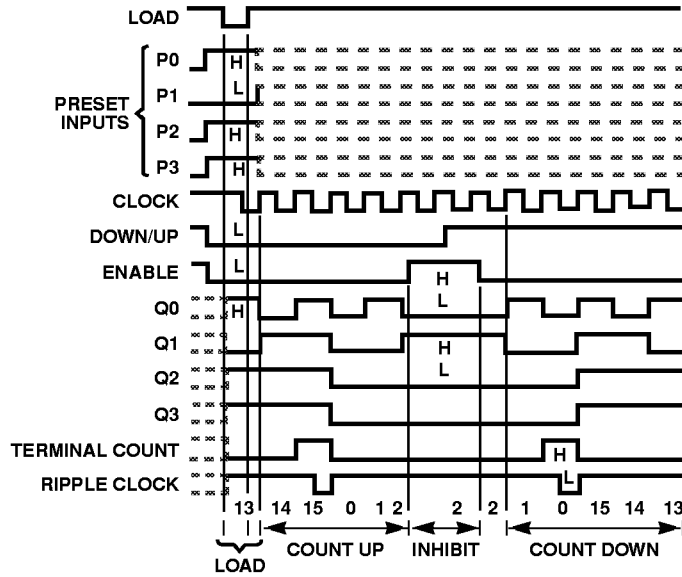 LOAD
P0 H
PRESET INPUTS
P1 L
P2 H
P3 H
CLOCK
DOWN/UP L
ENABLE L H
Q0 H L
Q1 H
Q2 L
Q3
TERMINAL COUNT H
RIPPLE CLOCK L
13 14 15 0 1 2 2 2 1 0 15 14 13
COUNT UP INHIBIT COUNT DOWN
LOAD